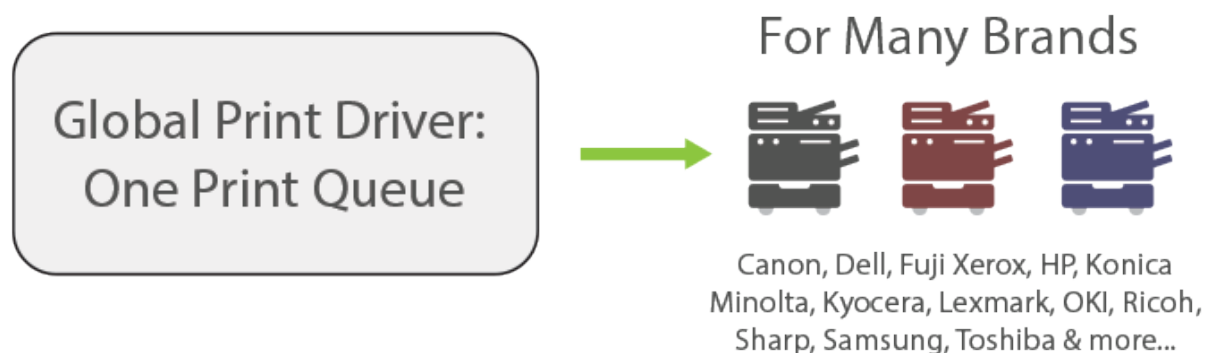 Global Print Driver:
One Print Queue
For Many Brands
Canon, Dell, Fuji Xerox, HP, Konica
Minolta, Kyocera, Lexmark, OKI, Ricoh,
Sharp, Samsung, Toshiba & more...